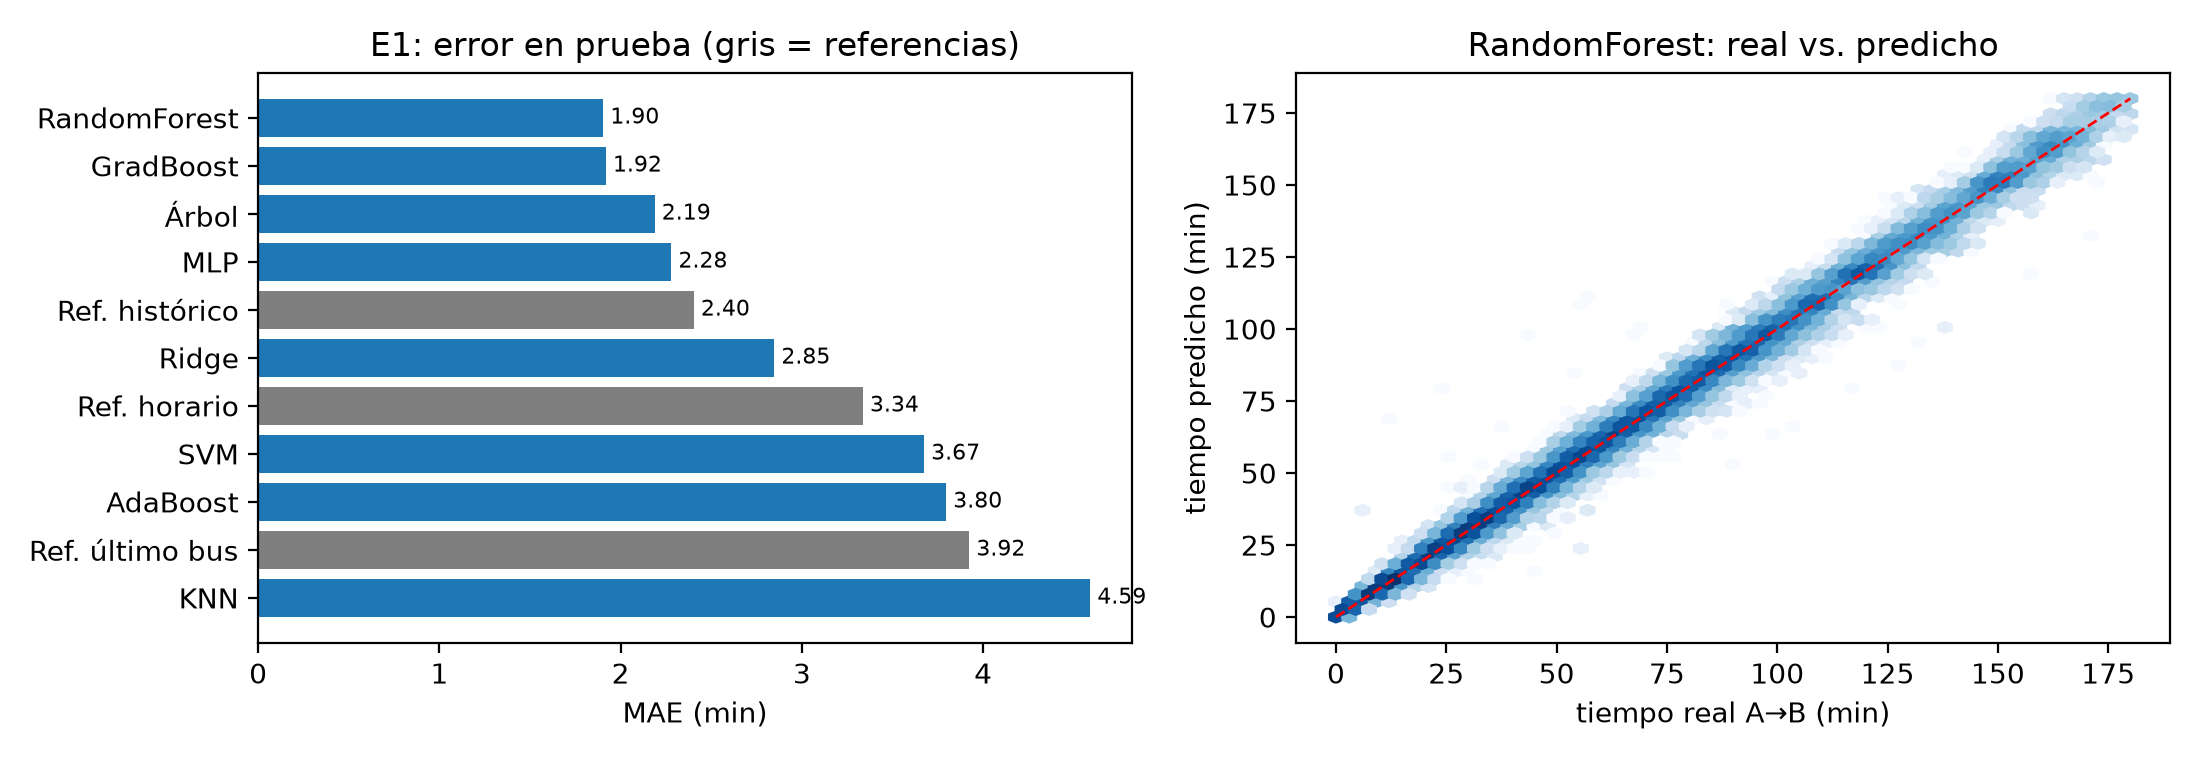 E1: error en prueba (gris = referencias)
RandomForest
1.90
GradBoost
1.92
Árbol
2.19
MLP
2.28
Ref. histórico
2.40
Ridge
2.85
Ref. horario
3.34
SVM
3.67
AdaBoost
3.80
Ref. último bus
3.92
KNN
4.59
0 1 2 3 4
MAE (min)
RandomForest: real vs. predicho
tiempo predicho (min)
175
150
125
100
75
50
25
0
0 25 50 75 100 125 150 175
tiempo real A→B (min)